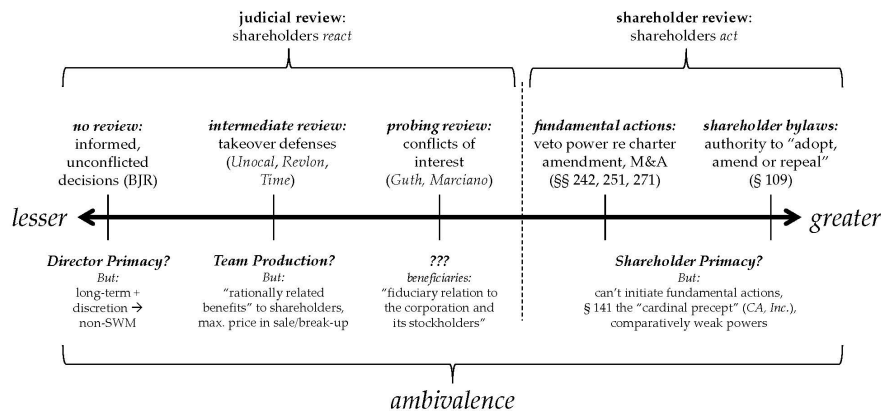 judicial review:
shareholders react
shareholder review:
shareholders act
no review:
informed,
unconflicted
decisions (BJR)
intermediate review:
takeover defenses
(Unocal, Revlon,
Time)
probing review:
conflicts of
interest
(Guth, Marciano)
fundamental actions:
veto power re charter
amendment, M&A
(§§ 242, 251, 271)
shareholder bylaws:
authority to “adopt,
amend or repeal”
(§ 109)
lesser
greater
Director Primacy?
But:
long-term +
discretion →
non-SWM
Team Production?
But:
“rationally related
benefits” to shareholders,
max. price in sale/break-up
???
beneficiaries:
“fiduciary relation to
the corporation and
its stockholders”
Shareholder Primacy?
But:
can’t initiate fundamental actions,
§ 141 the “cardinal precept” (CA, Inc.),
comparatively weak powers
ambivalence